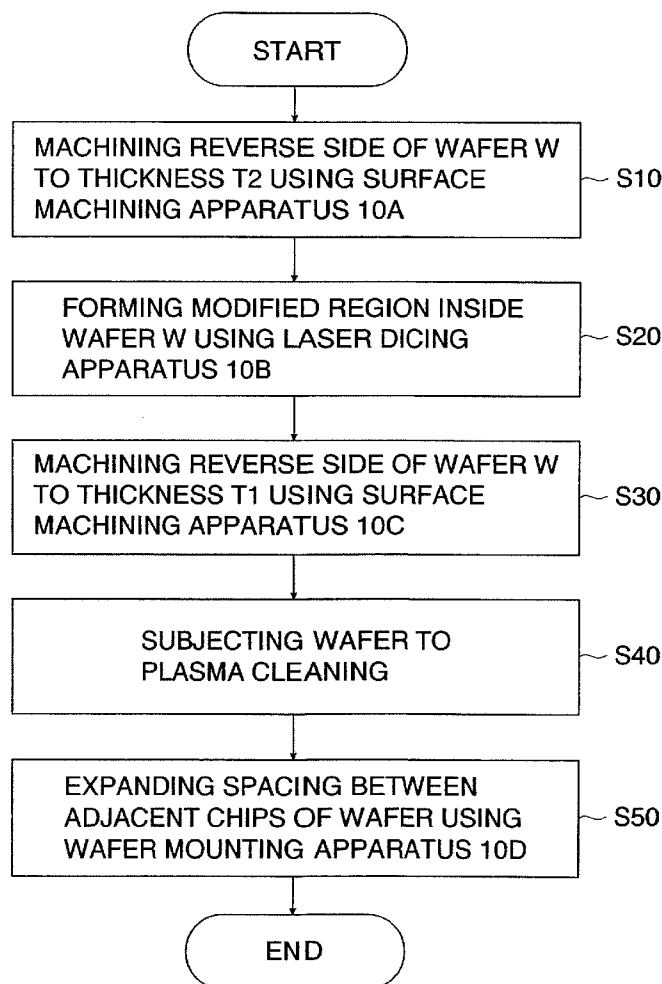 START
MACHINING REVERSE SIDE OF WAFER W
TO THICKNESS T2 USING SURFACE
MACHINING APPARATUS 10A
S10
FORMING MODIFIED REGION INSIDE
WAFER W USING LASER DICING
APPARATUS 10B
S20
MACHINING REVERSE SIDE OF WAFER W
TO THICKNESS T1 USING SURFACE
MACHINING APPARATUS 10C
S30
SUBJECTING WAFER TO
PLASMA CLEANING
S40
EXPANDING SPACING BETWEEN
ADJACENT CHIPS OF WAFER USING
WAFER MOUNTING APPARATUS 10D
S50
END